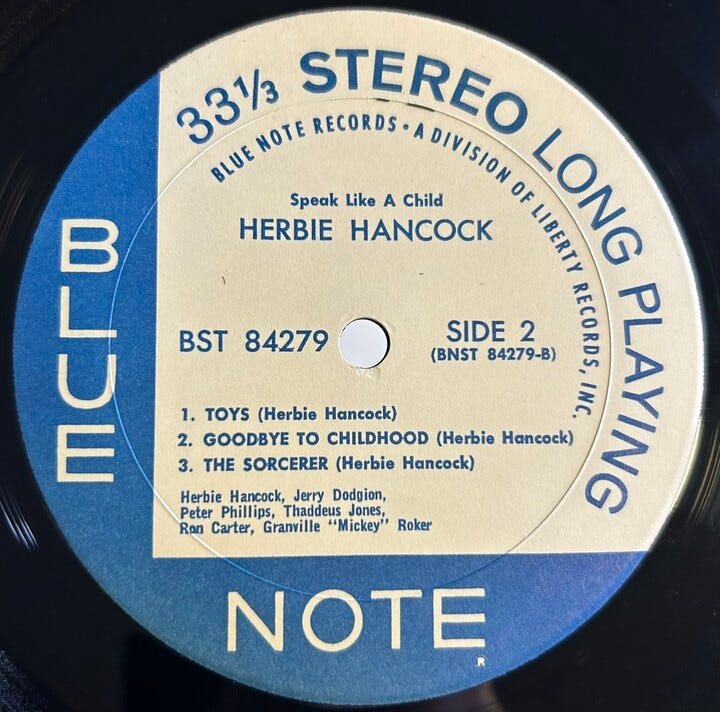 33 1/3 STEREO LONG PLAYING
BLUE NOTE RECORDS • A DIVISION OF LIBERTY RECORDS, INC.
Speak Like A Child
HERBIE HANCOCK
BST 84279
SIDE 2
(BNST 84279-B)
1. TOYS (Herbie Hancock)
2. GOODBYE TO CHILDHOOD (Herbie Hancock)
3. THE SORCERER (Herbie Hancock)
Herbie Hancock, Jerry Dodgion,
Peter Phillips, Thaddeus Jones,
Ron Carter, Granville "Mickey" Roker
BLUE
NOTE
®